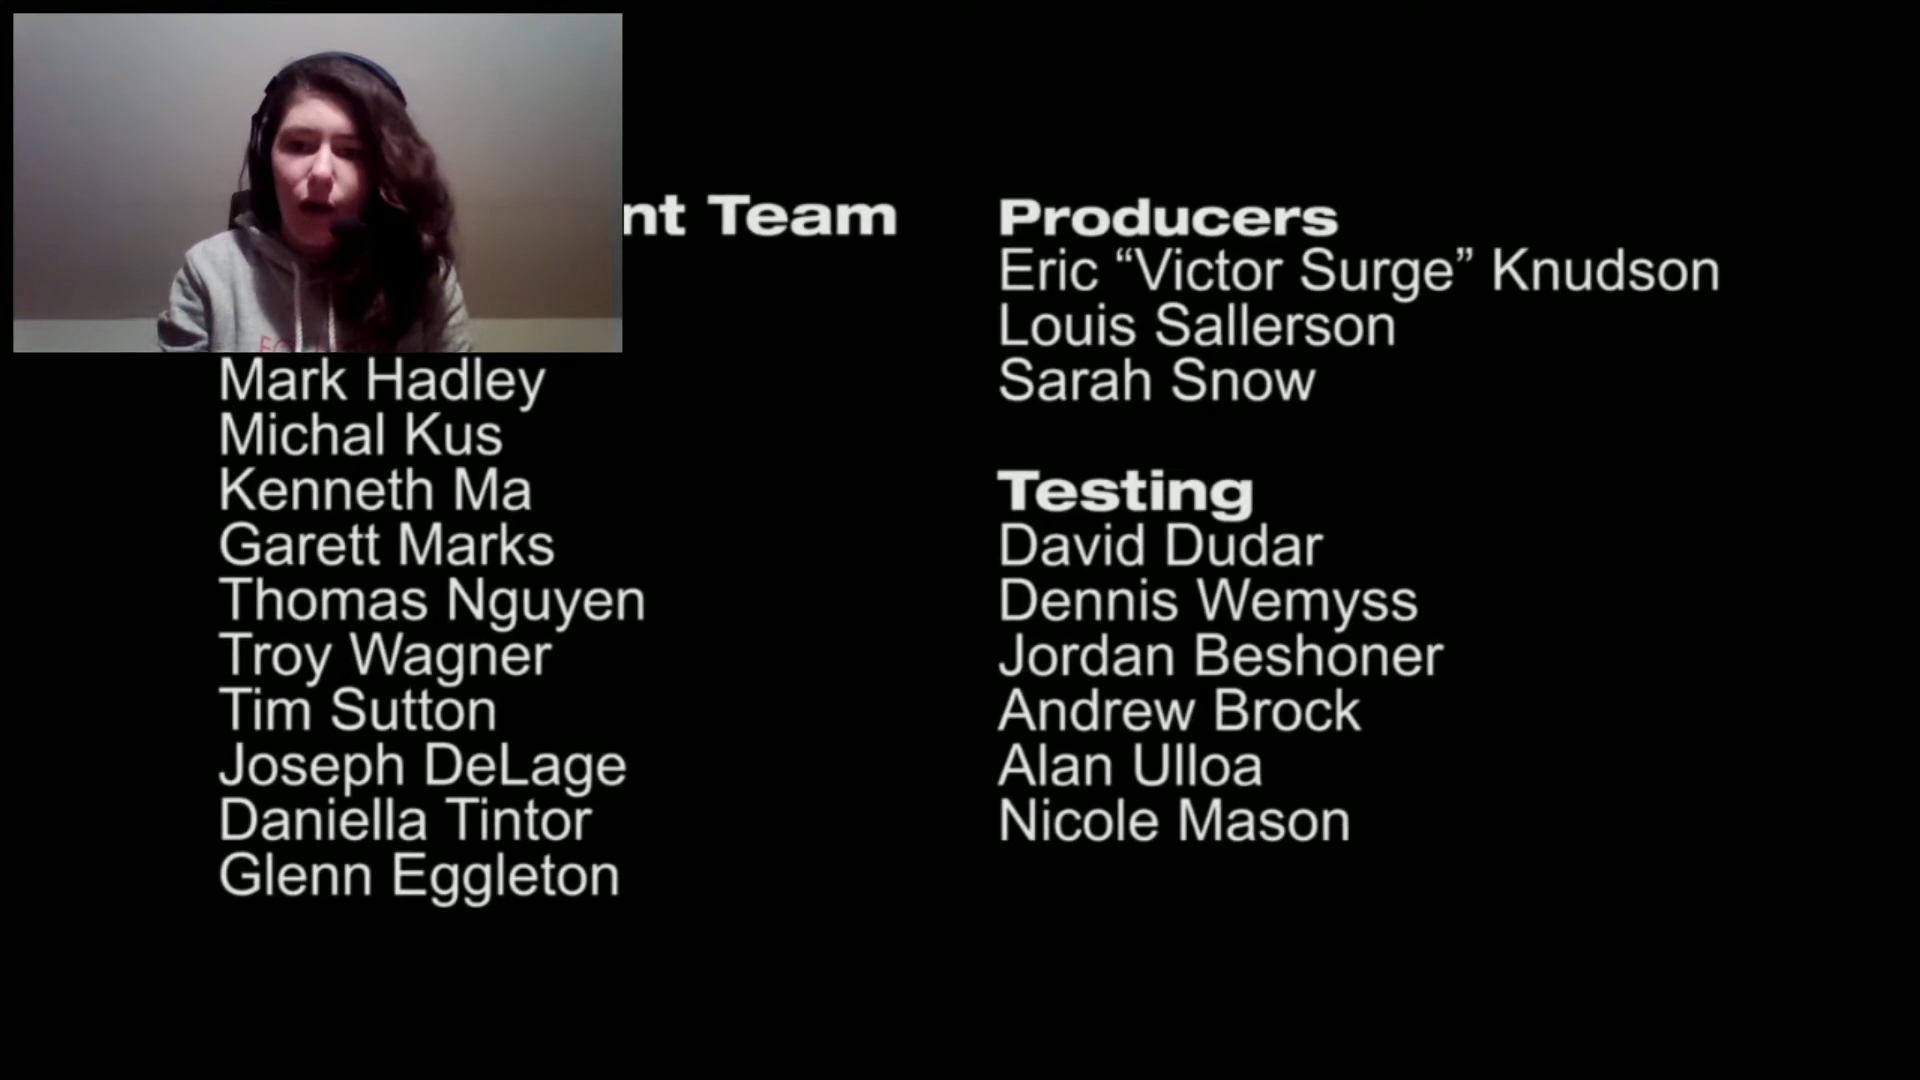 nt Team
Mark Hadley
Michal Kus
Kenneth Ma
Garett Marks
Thomas Nguyen
Troy Wagner
Tim Sutton
Joseph DeLage
Daniella Tintor
Glenn Eggleton
Producers
Eric “Victor Surge” Knudson
Louis Sallerson
Sarah Snow
Testing
David Dudar
Dennis Wemyss
Jordan Beshoner
Andrew Brock
Alan Ulloa
Nicole Mason